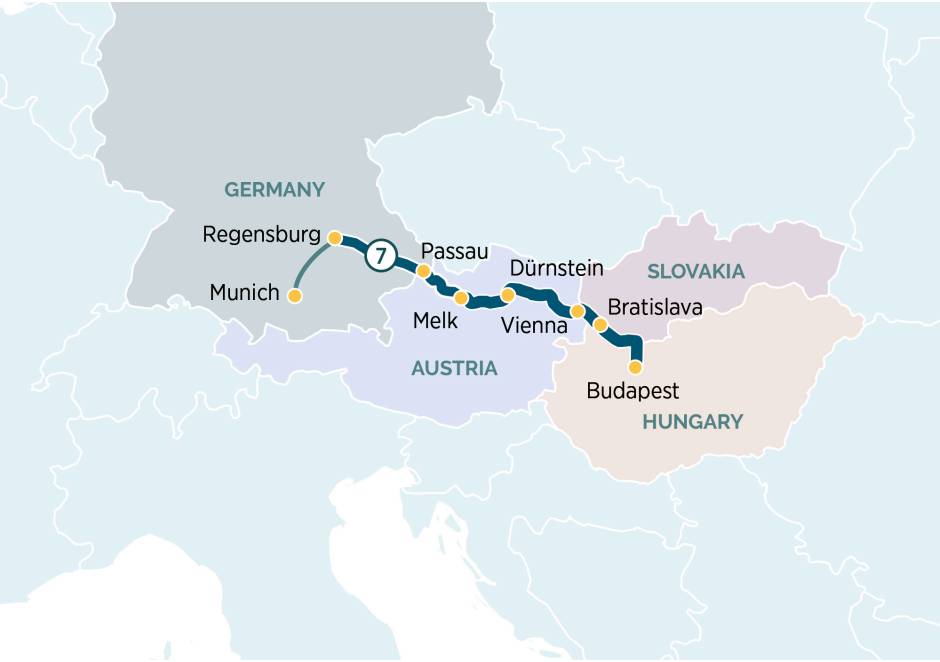 GERMANY
Regensburg
7
Passau
Munich
Dürnstein
SLOVAKIA
Melk
Vienna
Bratislava
AUSTRIA
Budapest
HUNGARY